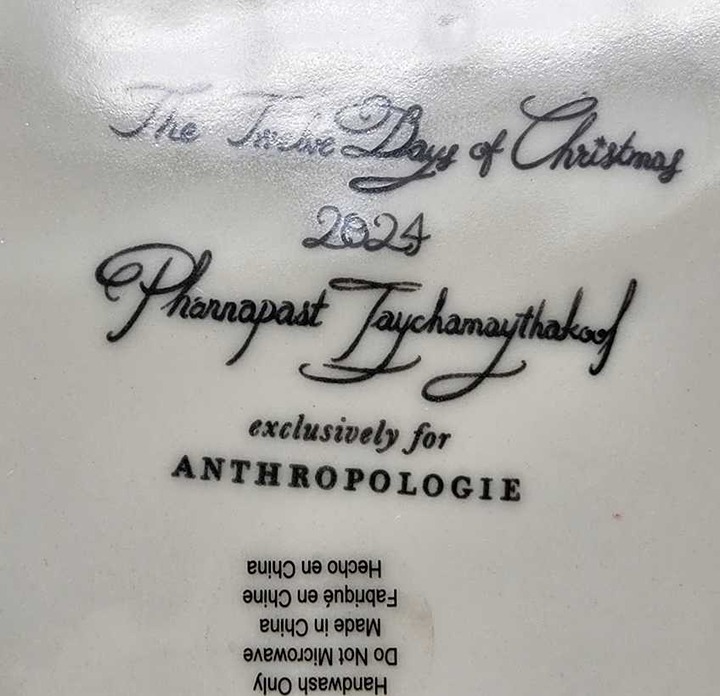 The Twelve Days of Christmas
2024
Phannapast Taychamaythakool
exclusively for
ANTHROPOLOGIE
Handwash Only
Do Not Microwave
Made in China
Fabriqué en Chine
Hecho en China